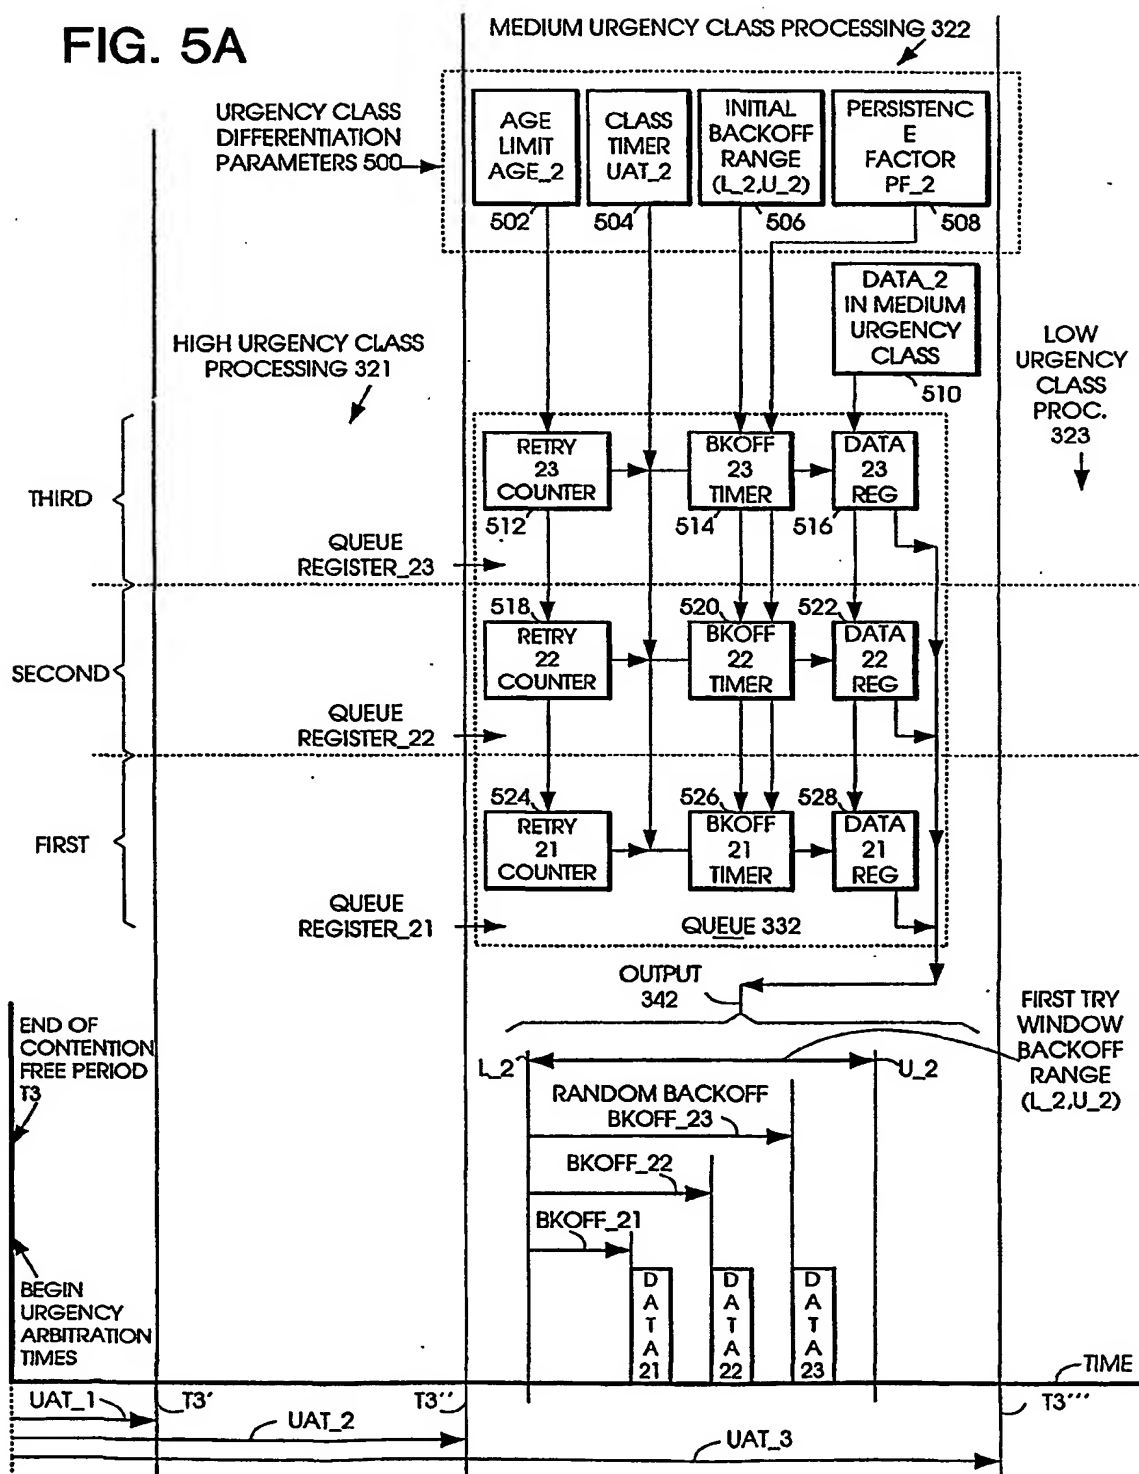 FIG. 5A
MEDIUM URGENCY CLASS PROCESSING 322
URGENCY CLASS
DIFFERENTIATION
PARAMETERS 500
AGE
LIMIT
AGE_2
502
CLASS
TIMER
UAT_2
504
INITIAL
BACKOFF
RANGE
(L_2,U_2)
506
PERSISTENC
E
FACTOR
PF_2
508
DATA_2
IN MEDIUM
URGENCY
CLASS
510
HIGH URGENCY CLASS
PROCESSING 321
LOW
URGENCY
CLASS
PROC.
323
THIRD
RETRY
23
COUNTER
512
BKOFF
23
TIMER
514
DATA
23
REG
516
QUEUE
REGISTER_23
SECOND
518
RETRY
22
COUNTER
520
BKOFF
22
TIMER
522
DATA
22
REG
QUEUE
REGISTER_22
FIRST
524
RETRY
21
COUNTER
526
BKOFF
21
TIMER
528
DATA
21
REG
QUEUE
REGISTER_21
QUEUE 332
OUTPUT
342
END OF
CONTENTION
FREE PERIOD
T3
FIRST TRY
WINDOW
BACKOFF
RANGE
(L_2,U_2)
L_2
U_2
RANDOM BACKOFF
BKOFF_23
BKOFF_22
BKOFF_21
BEGIN
URGENCY
ARBITRATION
TIMES
D
A
T
A
21
D
A
T
A
22
D
A
T
A
23
TIME
UAT_1
T3'
T3''
T3'''
UAT_2
UAT_3